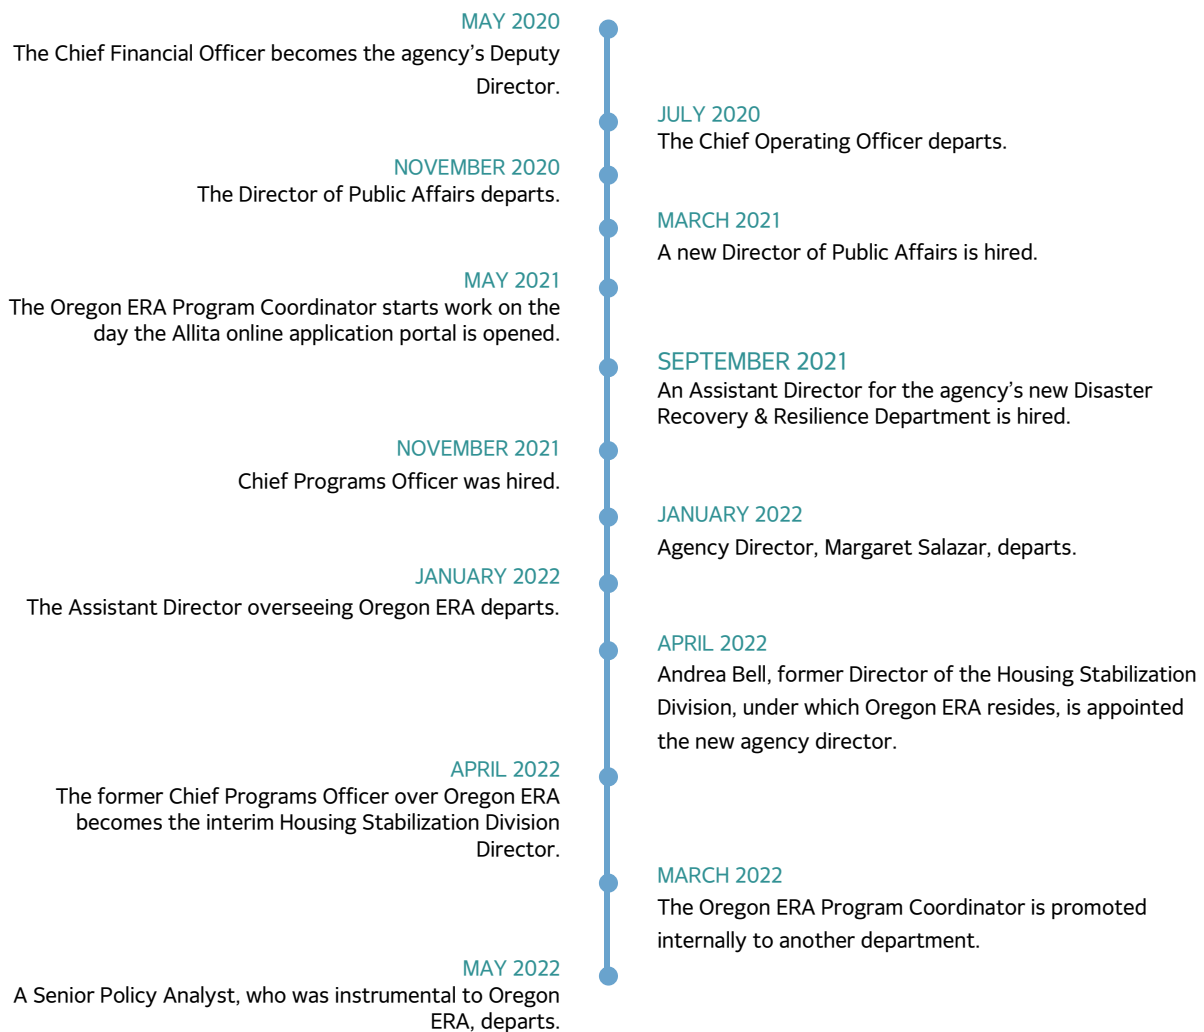 MAY 2020
The Chief Financial Officer becomes the agency’s Deputy
Director.
JULY 2020
The Chief Operating Officer departs.
NOVEMBER 2020
The Director of Public Affairs departs.
MARCH 2021
A new Director of Public Affairs is hired.
MAY 2021
The Oregon ERA Program Coordinator starts work on the
day the Allita online application portal is opened.
SEPTEMBER 2021
An Assistant Director for the agency’s new Disaster
Recovery & Resilience Department is hired.
NOVEMBER 2021
Chief Programs Officer was hired.
JANUARY 2022
Agency Director, Margaret Salazar, departs.
JANUARY 2022
The Assistant Director overseeing Oregon ERA departs.
APRIL 2022
Andrea Bell, former Director of the Housing Stabilization
Division, under which Oregon ERA resides, is appointed
the new agency director.
APRIL 2022
The former Chief Programs Officer over Oregon ERA
becomes the interim Housing Stabilization Division
Director.
MARCH 2022
The Oregon ERA Program Coordinator is promoted
internally to another department.
MAY 2022
A Senior Policy Analyst, who was instrumental to Oregon
ERA, departs.